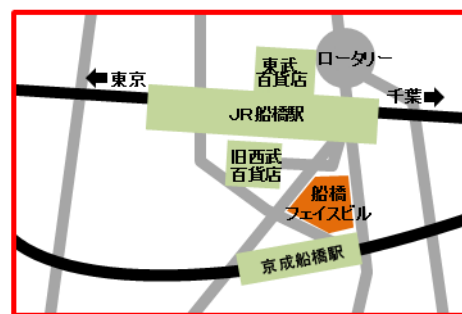 東武
百貨店
ロータリー
東京
千葉
JR船橋駅
旧西武
百貨店
船橋
フェイスビル
京成船橋駅